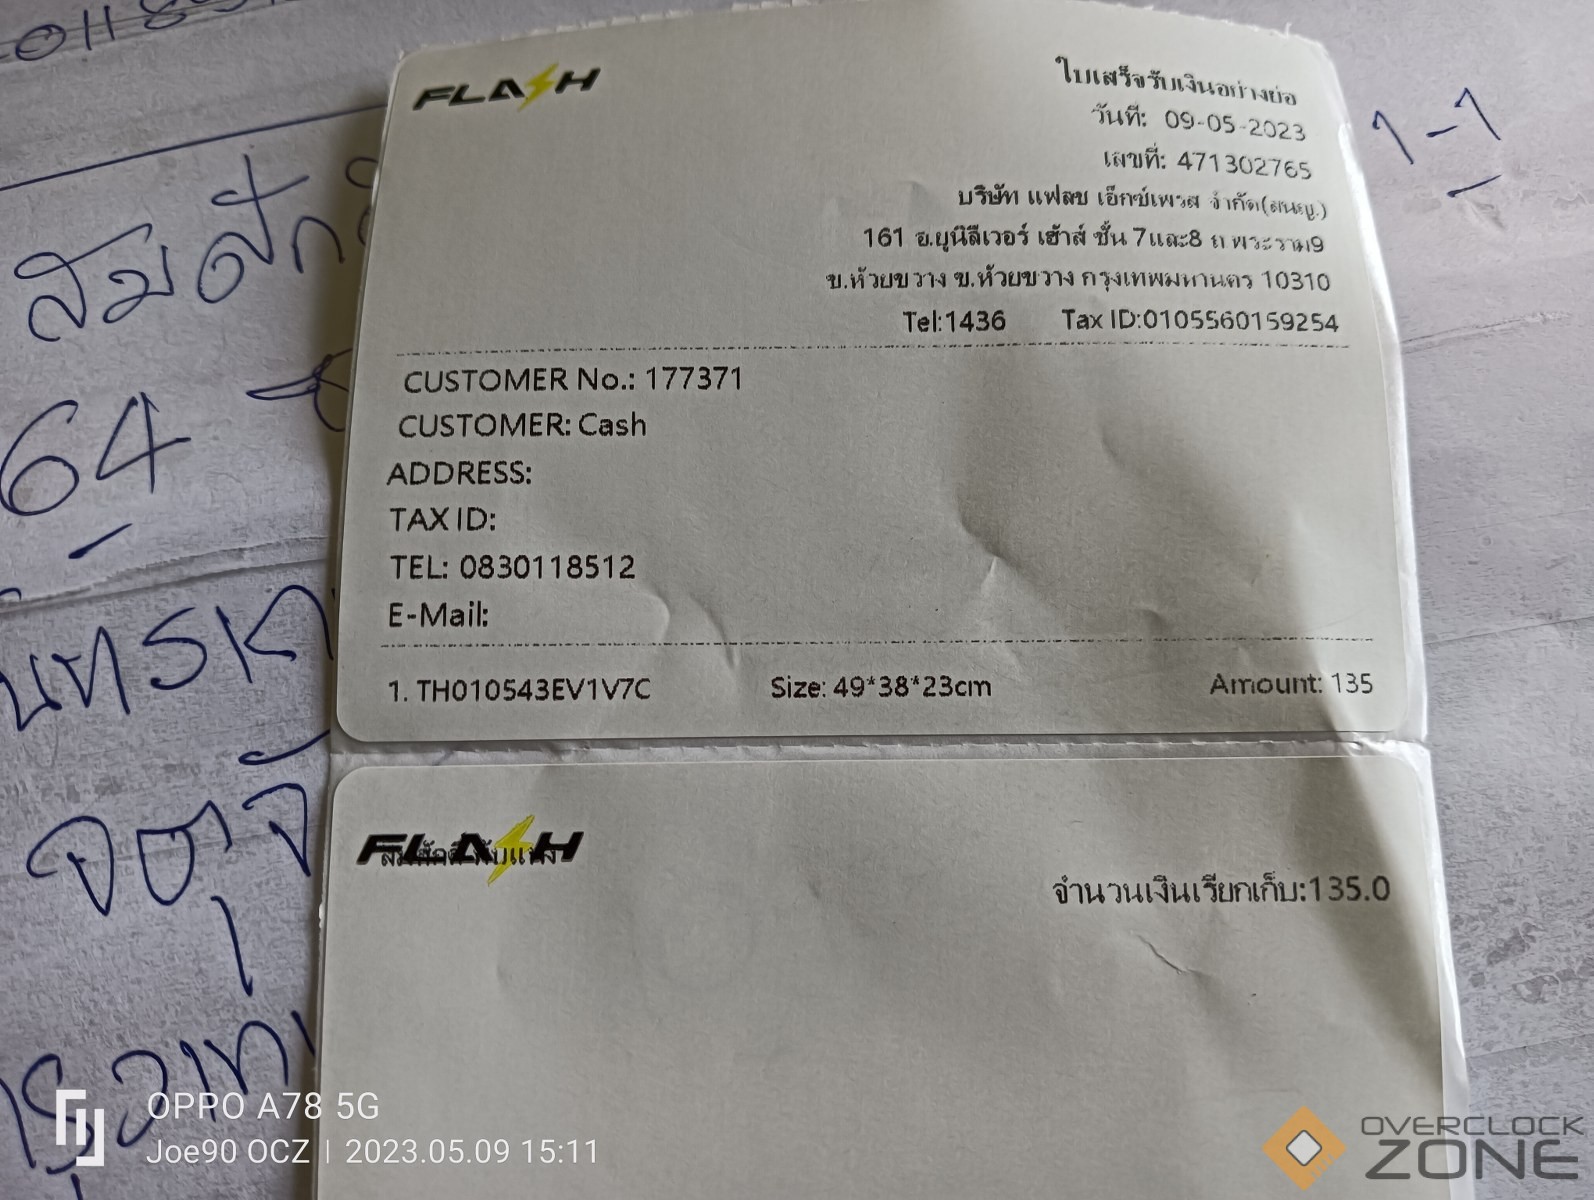 FLASH
ใบเสร็จรับเงินอย่างย่อ
วันที่: 09-05-2023
เลขที่: 471302765
บริษัท แฟลช เอ็กซ์เพรส จำกัด(สนญ.)
161 อ.ยูนิลีเวอร์ เฮ้าส์ ชั้น 7และ8 ถ พระราม9
ข.ห้วยขวาง ข.ห้วยขวาง กรุงเทพมหานคร 10310
Tel:1436 Tax ID:0105560159254
CUSTOMER No.: 177371
CUSTOMER: Cash
ADDRESS:
TAX ID:
TEL: 0830118512
E-Mail:
1. TH010543EV1V7C Size: 49*38*23cm Amount: 135
FLASH
จำนวนเงินเรียกเก็บ:135.0
64
OPPO A78 5G
Joe90 OCZ | 2023.05.09 15:11
OVERCLOCK
ZONE